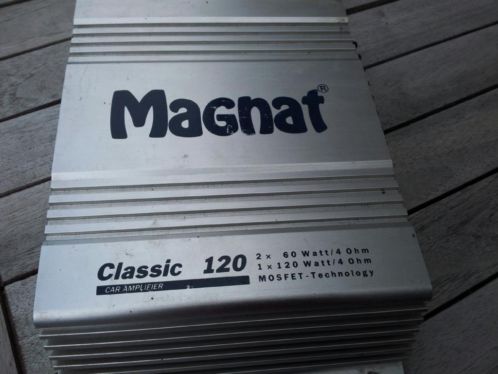 Magnat®
Classic 120
CAR AMPLIFIER
2 x 60 Watt/4 Ohm
1 x 120 Watt/4 Ohm
MOSFET-Technology